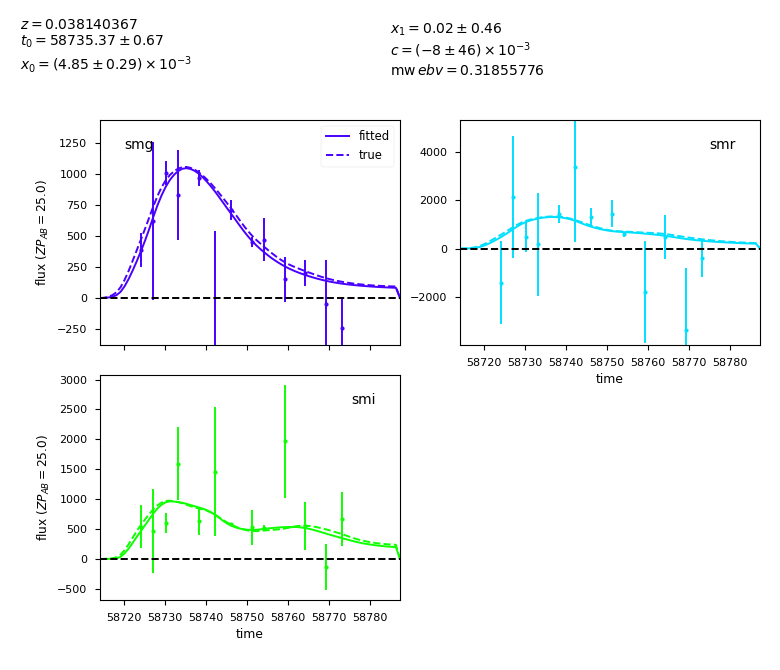 z = 0.038140367
t₀ = 58735.37 ± 0.67
x₀ = (4.85 ± 0.29) × 10⁻³
x₁ = 0.02 ± 0.46
c = (−8 ± 46) × 10⁻³
mw ebv = 0.31855776
smg
fitted
true
1250
1000
750
500
250
0
−250
flux (ZP_AB = 25.0)
smr
4000
2000
0
−2000
58720 58730 58740 58750 58760 58770 58780
time
smi
3000
2500
2000
1500
1000
500
0
−500
flux (ZP_AB = 25.0)
58720 58730 58740 58750 58760 58770 58780
time